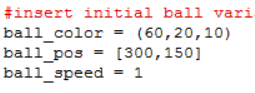 #insert initial ball vari
ball_color = (60,20,10)
ball_pos = [300,150]
ball_speed = 1